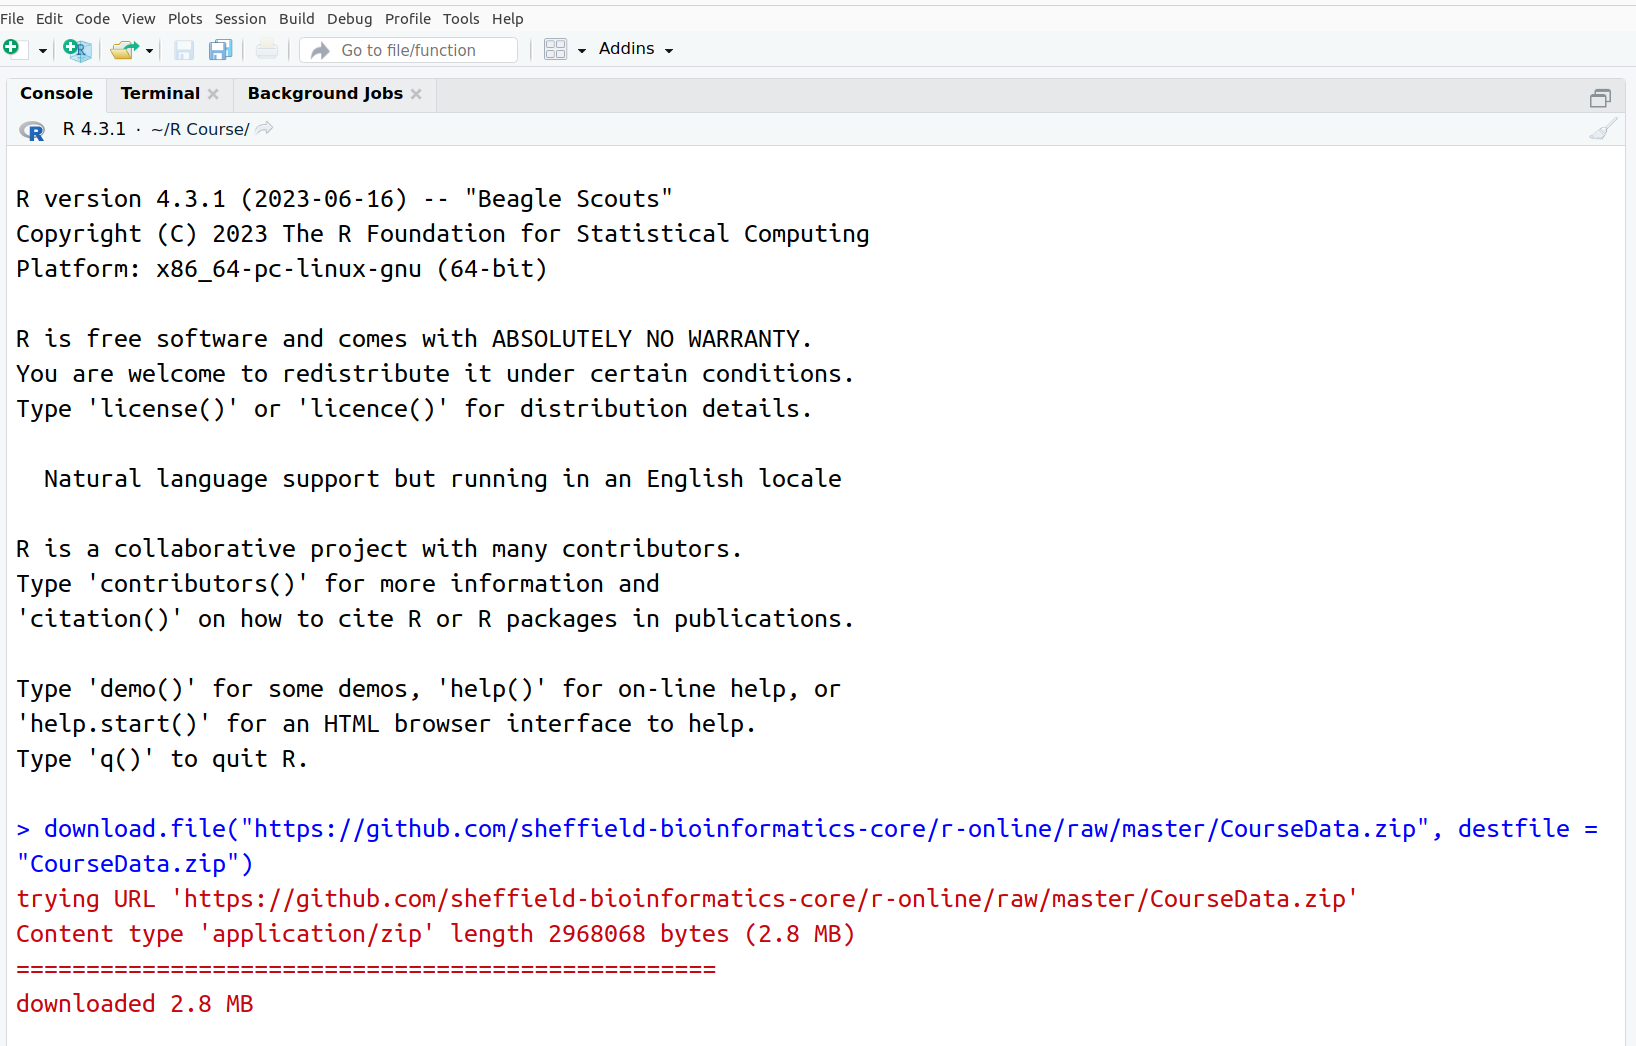 File Edit Code View Plots Session Build Debug Profile Tools Help
Go to file/function Addins
Console Terminal Background Jobs
R R 4.3.1 · ~/R Course/
R version 4.3.1 (2023-06-16) -- "Beagle Scouts"
Copyright (C) 2023 The R Foundation for Statistical Computing
Platform: x86_64-pc-linux-gnu (64-bit)
R is free software and comes with ABSOLUTELY NO WARRANTY.
You are welcome to redistribute it under certain conditions.
Type 'license()' or 'licence()' for distribution details.
Natural language support but running in an English locale
R is a collaborative project with many contributors.
Type 'contributors()' for more information and
'citation()' on how to cite R or R packages in publications.
Type 'demo()' for some demos, 'help()' for on-line help, or
'help.start()' for an HTML browser interface to help.
Type 'q()' to quit R.
> download.file("https://github.com/sheffield-bioinformatics-core/r-online/raw/master/CourseData.zip", destfile =
"CourseData.zip")
trying URL 'https://github.com/sheffield-bioinformatics-core/r-online/raw/master/CourseData.zip'
Content type 'application/zip' length 2968068 bytes (2.8 MB)
==================================================
downloaded 2.8 MB